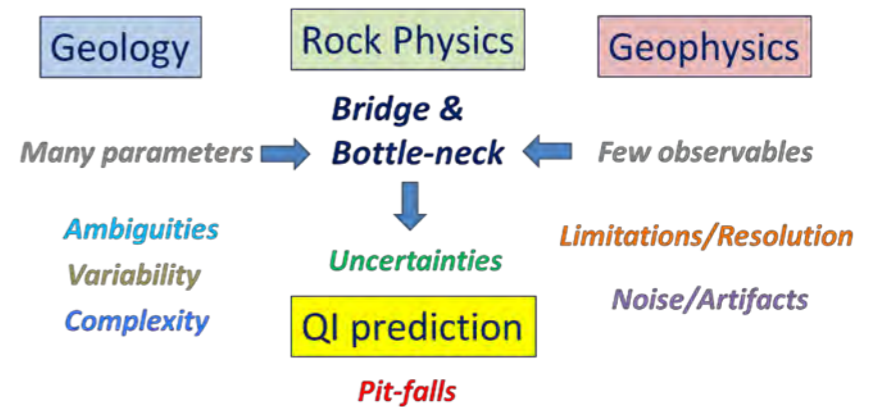 Geology
Rock Physics
Geophysics
Bridge &
Bottle-neck
Many parameters
Few observables
Ambiguities
Variability
Complexity
Uncertainties
Limitations/Resolution
Noise/Artifacts
QI prediction
Pit-falls